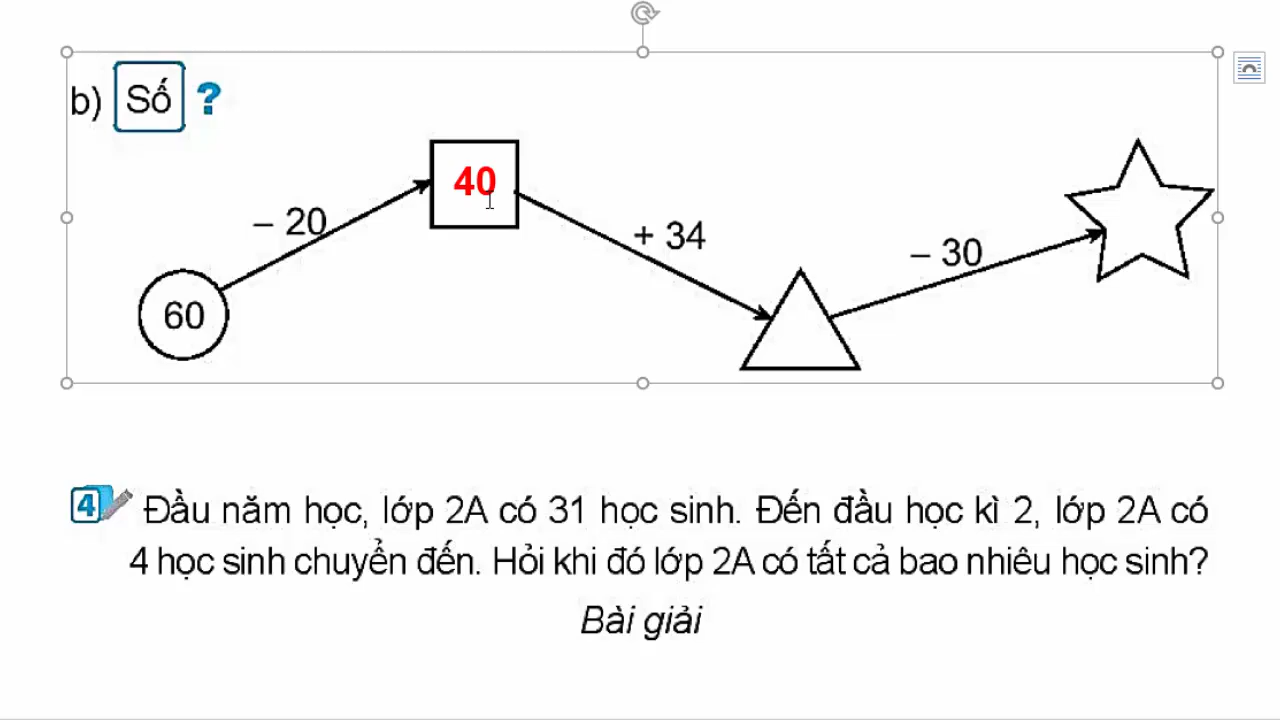 b) Số ?
40
– 20
+ 34
– 30
60
4 Đầu năm học, lớp 2A có 31 học sinh. Đến đầu học kì 2, lớp 2A có
4 học sinh chuyển đến. Hỏi khi đó lớp 2A có tất cả bao nhiêu học sinh?
Bài giải